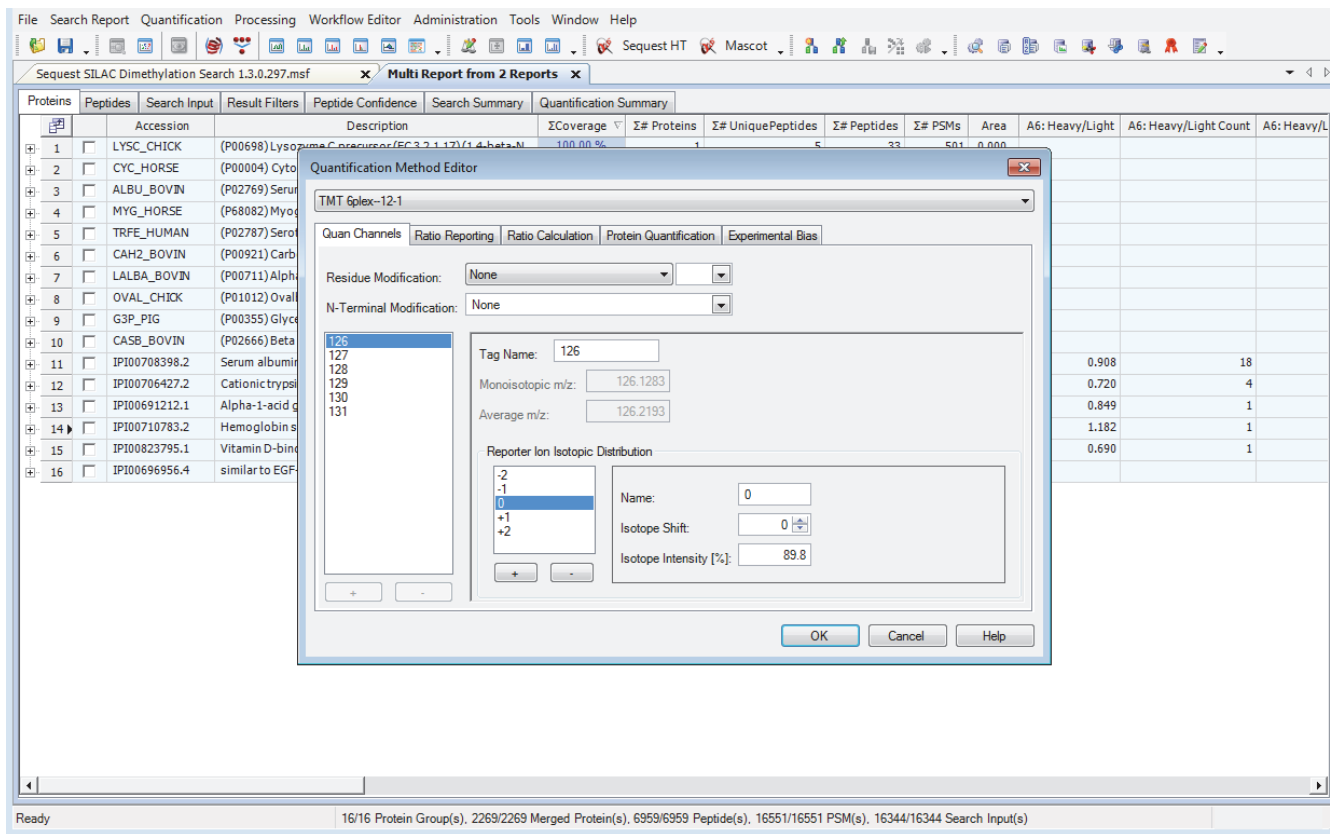 File Search Report Quantification Processing Workflow Editor Administration Tools Window Help
Sequest HT Mascot
Sequest SILAC Dimethylation Search 1.3.0.297.msf x Multi Report from 2 Reports x
Proteins Peptides Search Input Result Filters Peptide Confidence Search Summary Quantification Summary
Accession Description ΣCoverage Σ# Proteins Σ# Unique Peptides Σ# Peptides Σ# PSMs Area A6: Heavy/Light A6: Heavy/Light Count A6: Heavy/L
1 LYSC_CHICK (P00698) Lysozyme C precursor (EC 3.2.1.17) (1,4-beta-N 100.00 % 1 5 33 501 0.000
2 CYC_HORSE (P00004) Cyto
3 ALBU_BOVIN (P02769) Serur
4 MYG_HORSE (P68082) Myog
5 TRFE_HUMAN (P02787) Serot
6 CAH2_BOVIN (P00921) Carb
7 LALBA_BOVIN (P00711) Alph
8 OVAL_CHICK (P01012) Oval
9 G3P_PIG (P00355) Glyce
10 CASB_BOVIN (P02666) Beta
11 IPI00708398.2 Serum albumin 0.908 18
12 IPI00706427.2 Cationic trypsi 0.720 4
13 IPI00691212.1 Alpha-1-acid g 0.849 1
14 IPI00710783.2 Hemoglobin s 1.182 1
15 IPI00823795.1 Vitamin D-bind 0.690 1
16 IPI00696956.4 similar to EGF-
Quantification Method Editor
TMT 6plex--12-1
Quan Channels Ratio Reporting Ratio Calculation Protein Quantification Experimental Bias
Residue Modification: None
N-Terminal Modification: None
126
127
128
129
130
131
+ -
Tag Name: 126
Monoisotopic m/z: 126.1283
Average m/z: 126.2193
Reporter Ion Isotopic Distribution
-2
-1
0
+1
+2
+ -
Name: 0
Isotope Shift: 0
Isotope Intensity [%]: 89.8
OK Cancel Help
Ready 16/16 Protein Group(s), 2269/2269 Merged Protein(s), 6959/6959 Peptide(s), 16551/16551 PSM(s), 16344/16344 Search Input(s)